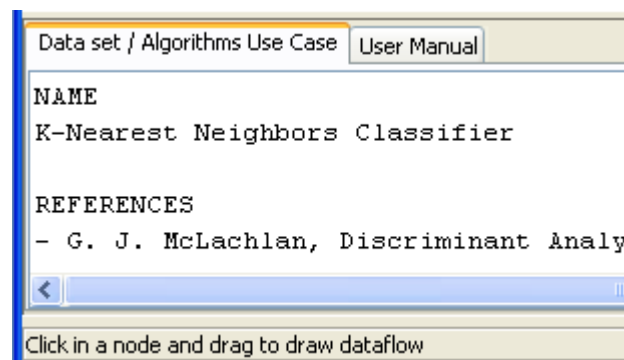 Data set / Algorithms Use Case User Manual
NAME
K-Nearest Neighbors Classifier
REFERENCES
- G. J. McLachlan, Discriminant Analy
Click in a node and drag to draw dataflow